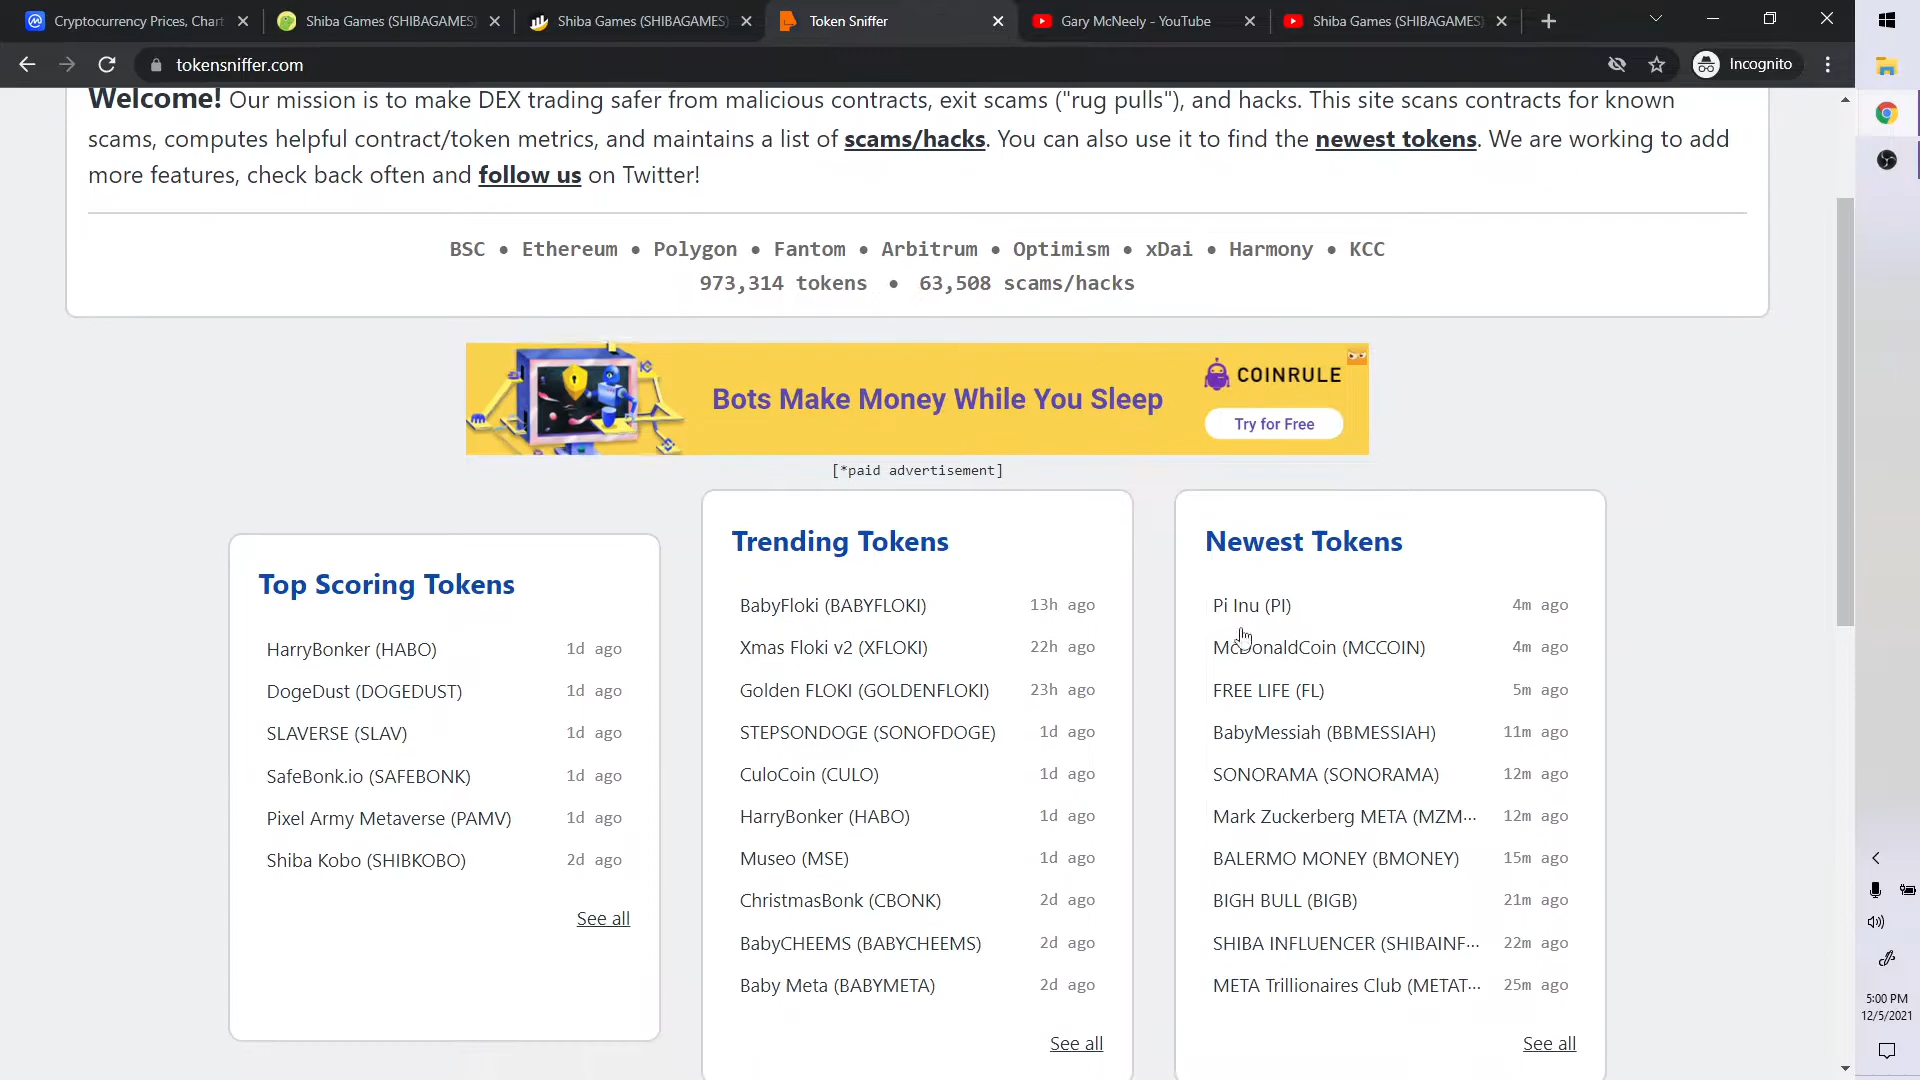 Cryptocurrency Prices, Chart
Shiba Games (SHIBAGAMES)
Shiba Games (SHIBAGAMES)
Token Sniffer
Gary McNeely - YouTube
Shiba Games (SHIBAGAMES)
tokensniffer.com
Incognito
Welcome! Our mission is to make DEX trading safer from malicious contracts, exit scams ("rug pulls"), and hacks. This site scans contracts for known
scams, computes helpful contract/token metrics, and maintains a list of scams/hacks. You can also use it to find the newest tokens. We are working to add
more features, check back often and follow us on Twitter!
BSC • Ethereum • Polygon • Fantom • Arbitrum • Optimism • xDai • Harmony • KCC
973,314 tokens • 63,508 scams/hacks
Bots Make Money While You Sleep
COINRULE
Try for Free
[*paid advertisement]
Top Scoring Tokens
HarryBonker (HABO) 1d ago
DogeDust (DOGEDUST) 1d ago
SLAVERSE (SLAV) 1d ago
SafeBonk.io (SAFEBONK) 1d ago
Pixel Army Metaverse (PAMV) 1d ago
Shiba Kobo (SHIBKOBO) 2d ago
See all
Trending Tokens
BabyFloki (BABYFLOKI) 13h ago
Xmas Floki v2 (XFLOKI) 22h ago
Golden FLOKI (GOLDENFLOKI) 23h ago
STEPSONDOGE (SONOFDOGE) 1d ago
CuloCoin (CULO) 1d ago
HarryBonker (HABO) 1d ago
Museo (MSE) 1d ago
ChristmasBonk (CBONK) 2d ago
BabyCHEEMS (BABYCHEEMS) 2d ago
Baby Meta (BABYMETA) 2d ago
See all
Newest Tokens
Pi Inu (PI) 4m ago
McDonaldCoin (MCCOIN) 4m ago
FREE LIFE (FL) 5m ago
BabyMessiah (BBMESSIAH) 11m ago
SONORAMA (SONORAMA) 12m ago
Mark Zuckerberg META (MZM... 12m ago
BALERMO MONEY (BMONEY) 15m ago
BIGH BULL (BIGB) 21m ago
SHIBA INFLUENCER (SHIBAINF... 22m ago
META Trillionaires Club (METAT... 25m ago
See all
5:00 PM
12/5/2021